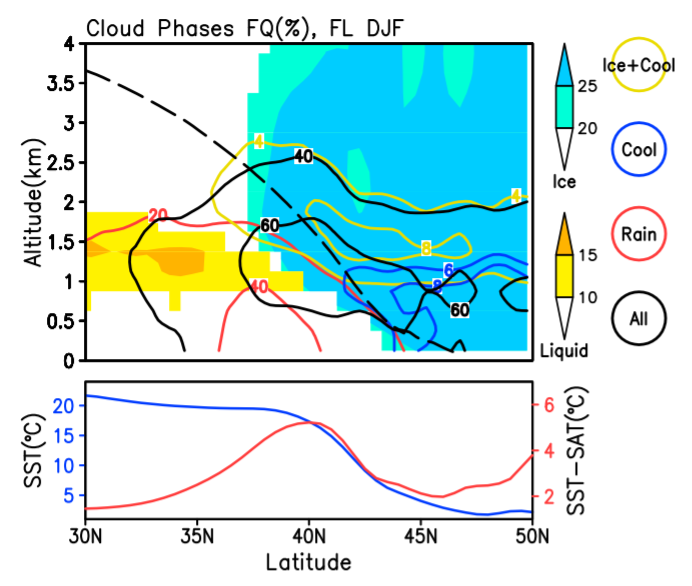 Cloud Phases FQ(%), FL DJF
Altitude(km)
4
3.5
3
2.5
2
1.5
1
0.5
0
4
40
4
20
60
8
6
8
40
60
25
20
Ice
15
10
Liquid
Ice+Cool
Cool
Rain
All
SST(°C)
20
15
10
5
6
4
2
SST−SAT(°C)
30N 35N 40N 45N 50N
Latitude